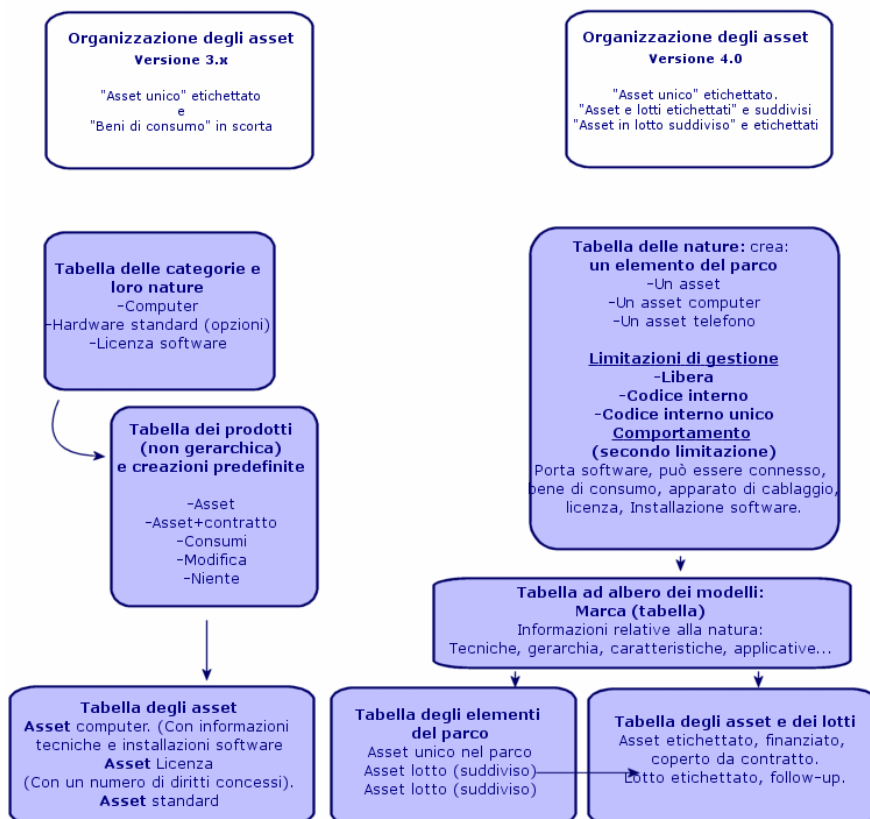 Organizzazione degli asset
Versione 3.x
"Asset unico" etichettato
e
"Beni di consumo" in scorta
Organizzazione degli asset
Versione 4.0
"Asset unico" etichettato.
"Asset e lotti etichettati" e suddivisi
"Asset in lotto suddiviso" e etichettati
Tabella delle categorie e
loro nature
-Computer
-Hardware standard (opzioni)
-Licenza software
Tabella dei prodotti
(non gerarchica)
e creazioni predefinite
-Asset
-Asset+contratto
-Consumi
-Modifica
-Niente
Tabella degli asset
Asset computer. (Con informazioni
tecniche e installazioni software
Asset Licenza
(Con un numero di diritti concessi).
Asset standard
Tabella delle nature: crea:
un elemento del parco
-Un asset
-Un asset computer
-Un asset telefono
Limitazioni di gestione
-Libera
-Codice interno
-Codice interno unico
Comportamento
(secondo limitazione)
Porta software, può essere connesso,
bene di consumo, apparato di cablaggio,
licenza, Installazione software.
Tabella ad albero dei modelli:
Marca (tabella)
Informazioni relative alla natura:
Tecniche, gerarchia, caratteristiche, applicative...
Tabella degli elementi
del parco
Asset unico nel parco
Asset lotto (suddiviso)
Asset lotto (suddiviso)
Tabella degli asset e dei lotti
Asset etichettato, finanziato,
coperto da contratto.
Lotto etichettato, follow-up.